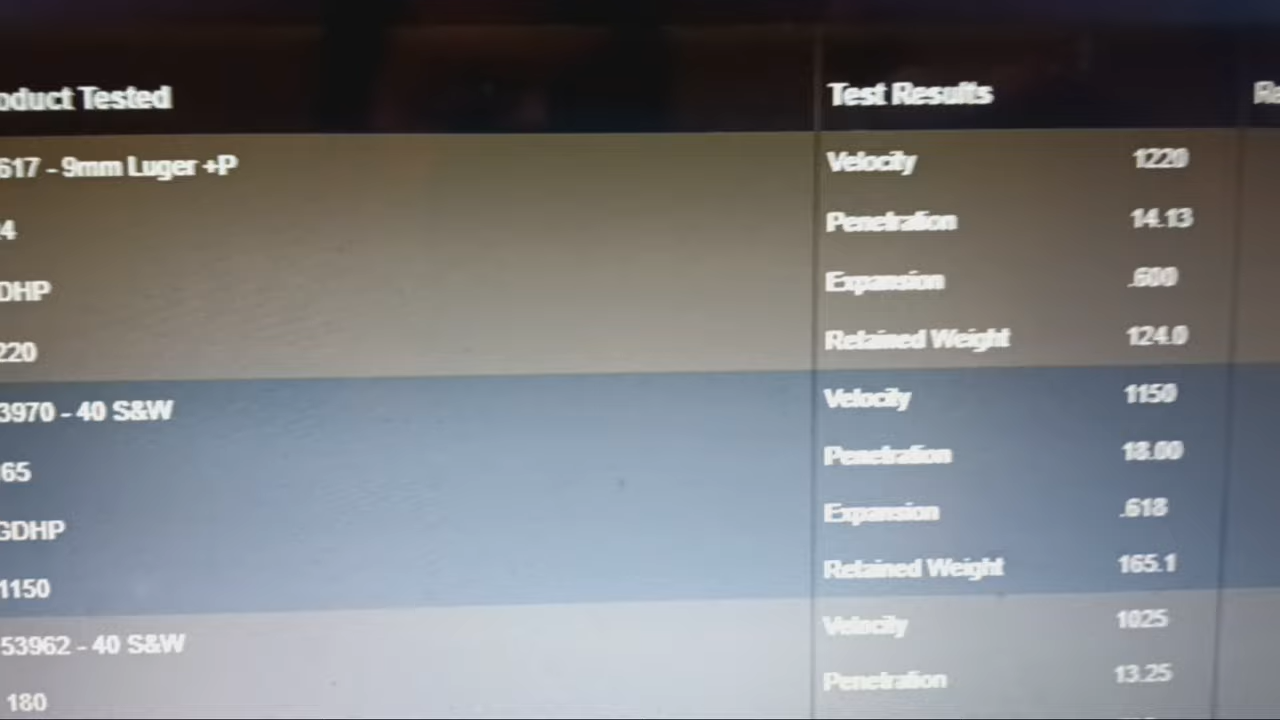 oduct Tested Test Results Re
617 - 9mm Luger +P Velocity 1220
4 Penetration 14.13
DHP Expansion .600
220 Retained Weight 124.0
3970 - 40 S&W Velocity 1150
65 Penetration 18.00
GDHP Expansion .618
1150 Retained Weight 165.1
53962 - 40 S&W Velocity 1025
180 Penetration 13.25